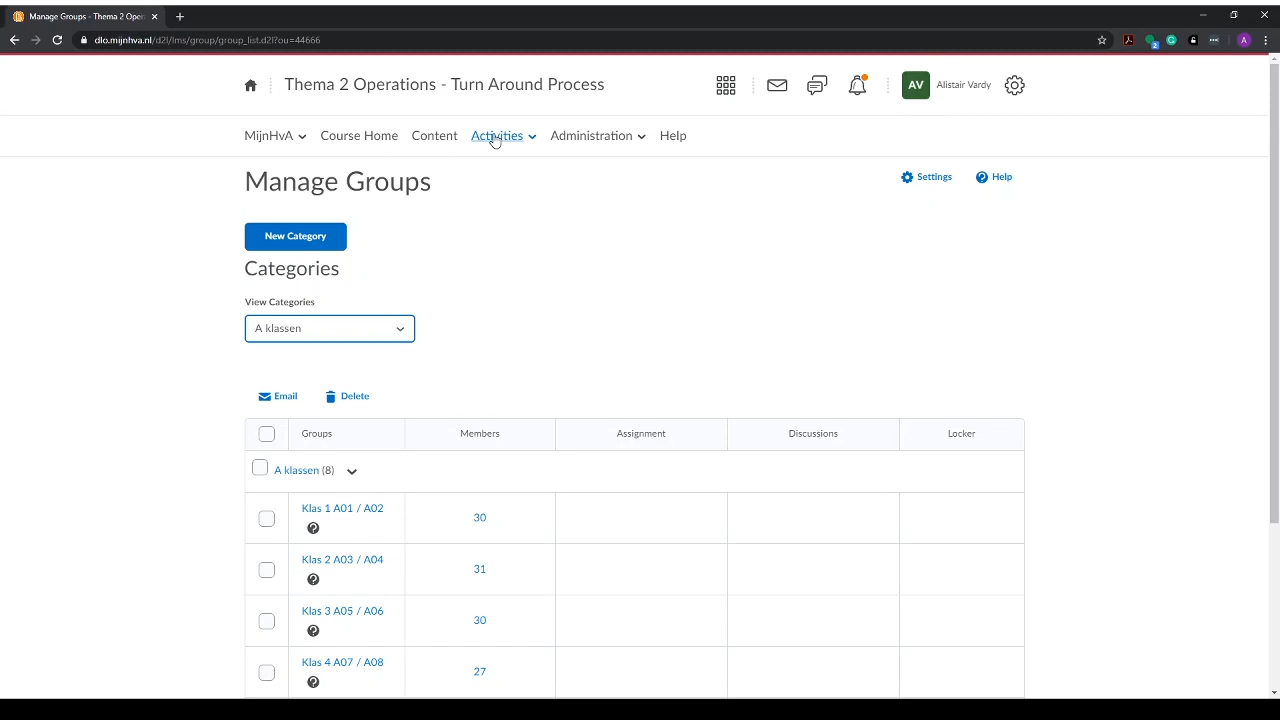 Manage Groups - Thema 2 Oper
dlo.mijnhva.nl/d2l/lms/group/group_list.d2l?ou=44666
2
A
Thema 2 Operations - Turn Around Process
AV
Alistair Vardy
MijnHvA Course Home Content Activities Administration Help
Manage Groups
Settings
Help
New Category
Categories
View Categories
A klassen
Email Delete
Groups Members Assignment Discussions Locker
A klassen (8)
Klas 1 A01 / A02 30
Klas 2 A03 / A04 31
Klas 3 A05 / A06 30
Klas 4 A07 / A08 27